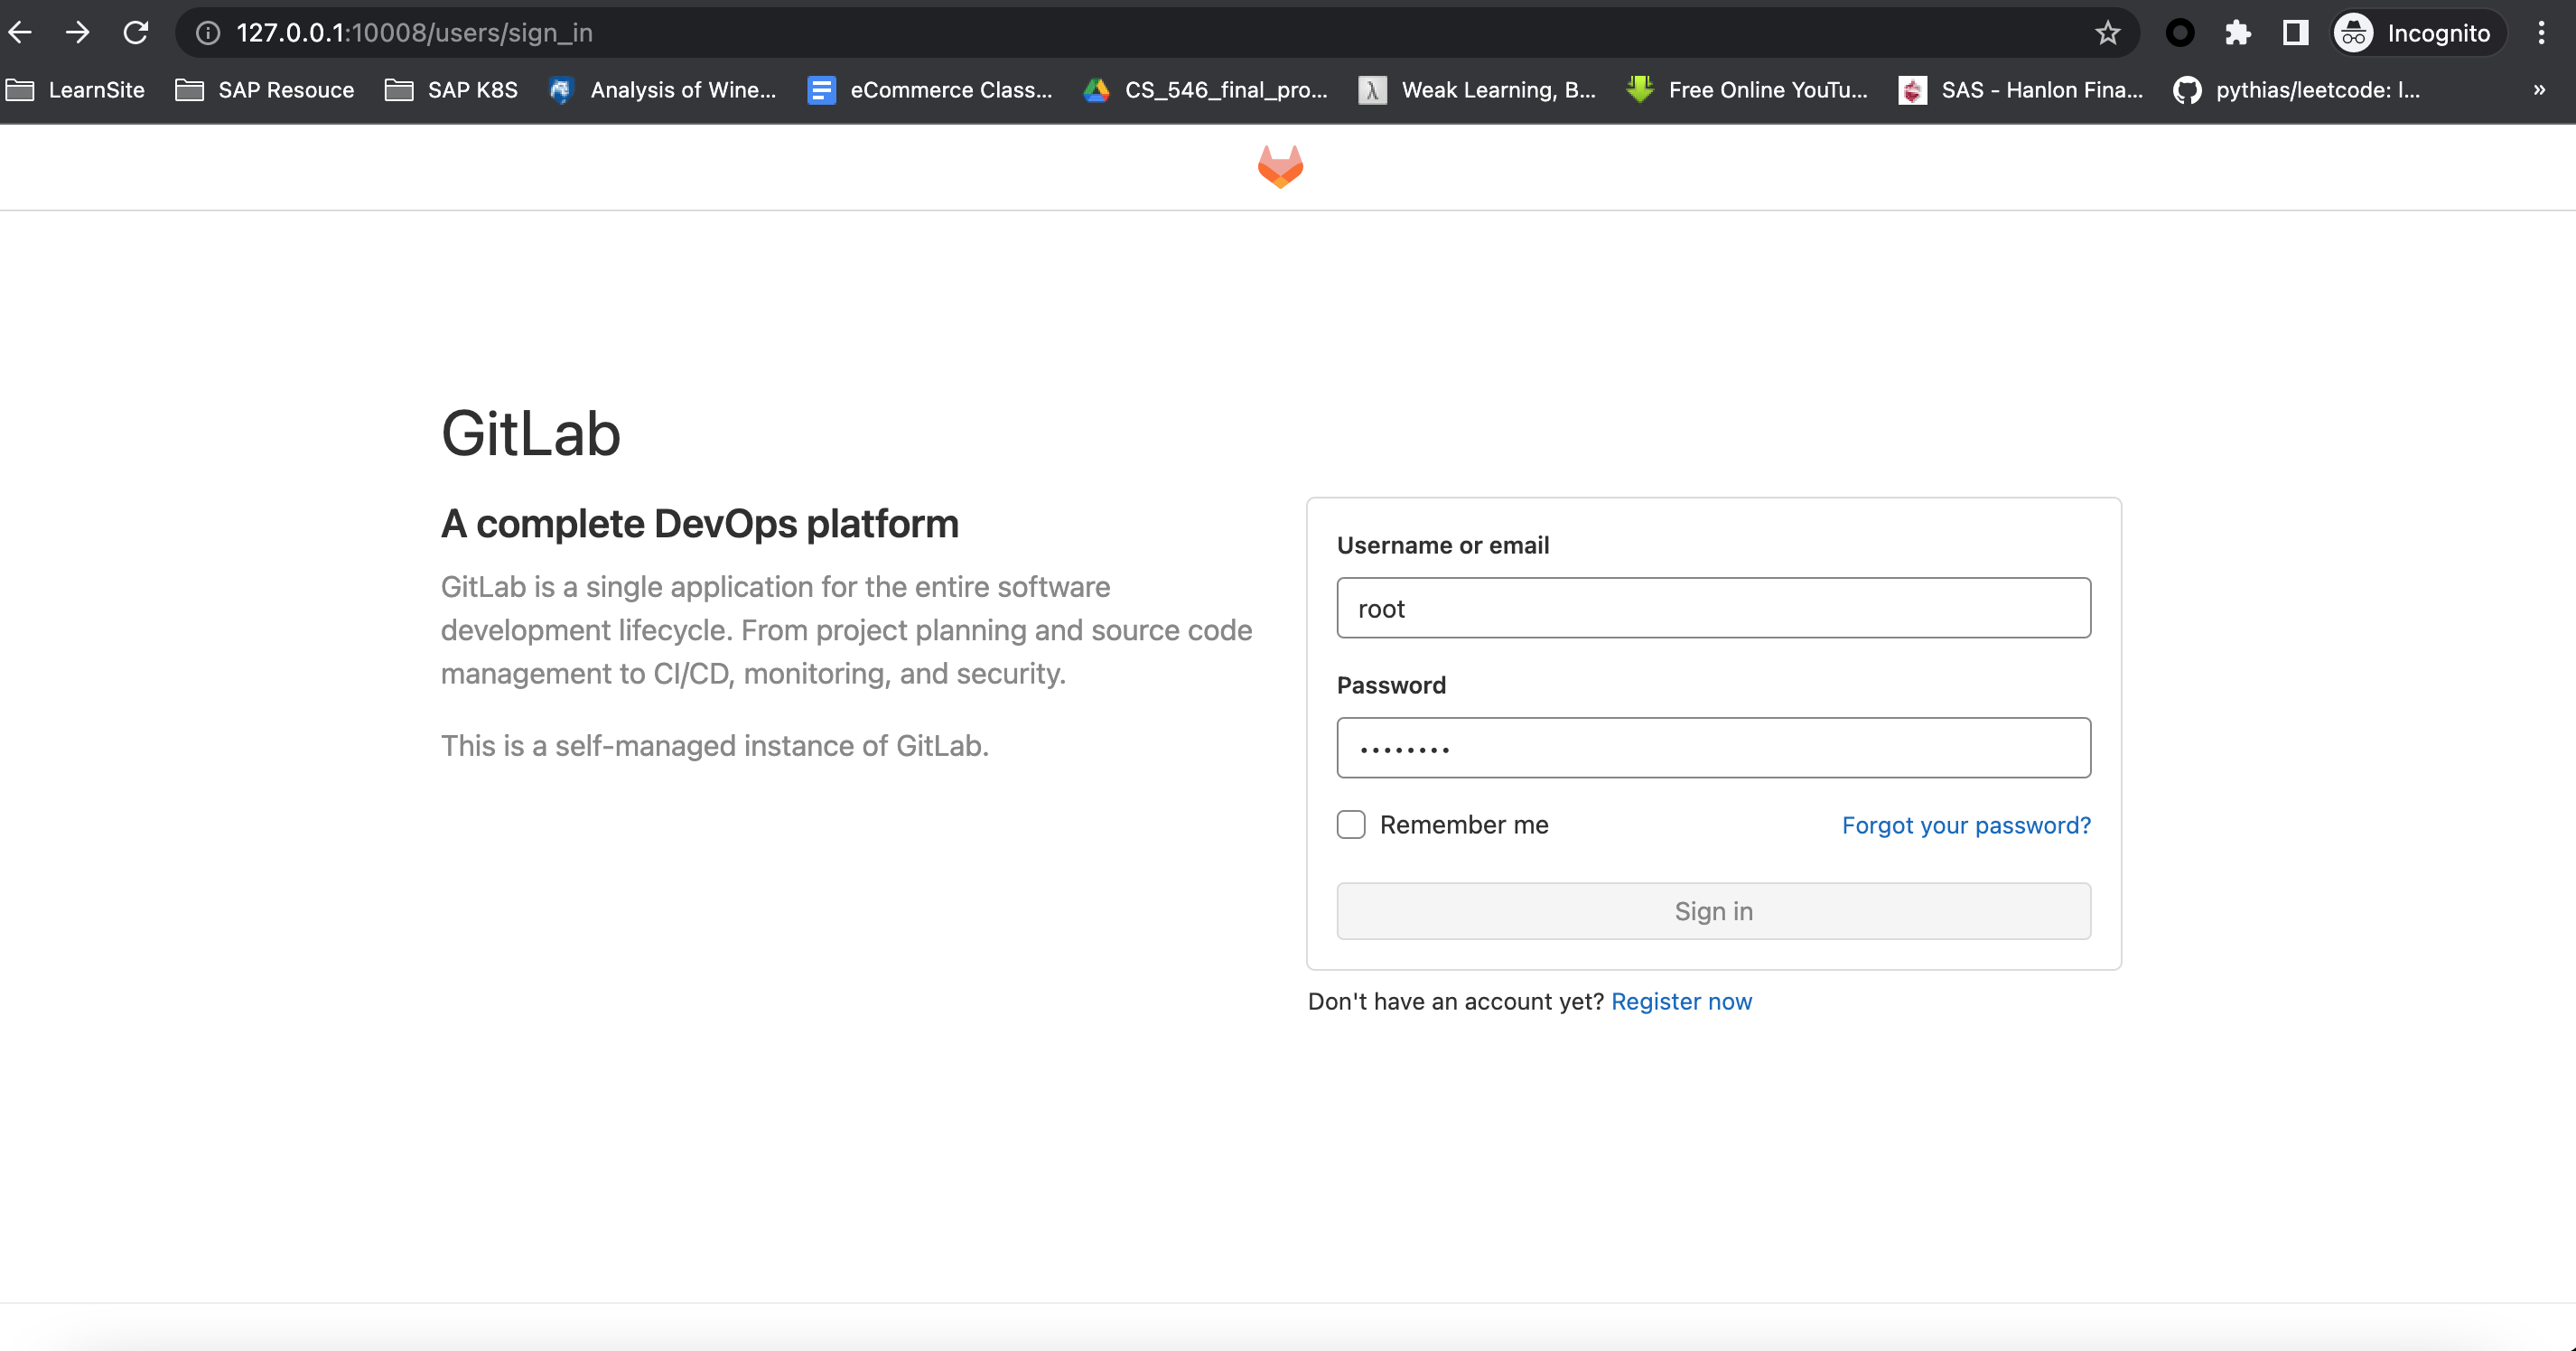 127.0.0.1:10008/users/sign_in
Incognito
LearnSite
SAP Resouce
SAP K8S
Analysis of Wine...
eCommerce Class...
CS_546_final_pro...
Weak Learning, B...
Free Online YouTu...
SAS - Hanlon Fina...
pythias/leetcode: l...
»
GitLab
A complete DevOps platform
GitLab is a single application for the entire software
development lifecycle. From project planning and source code
management to CI/CD, monitoring, and security.
This is a self-managed instance of GitLab.
Username or email
root
Password
••••••••
Remember me
Forgot your password?
Sign in
Don't have an account yet? Register now